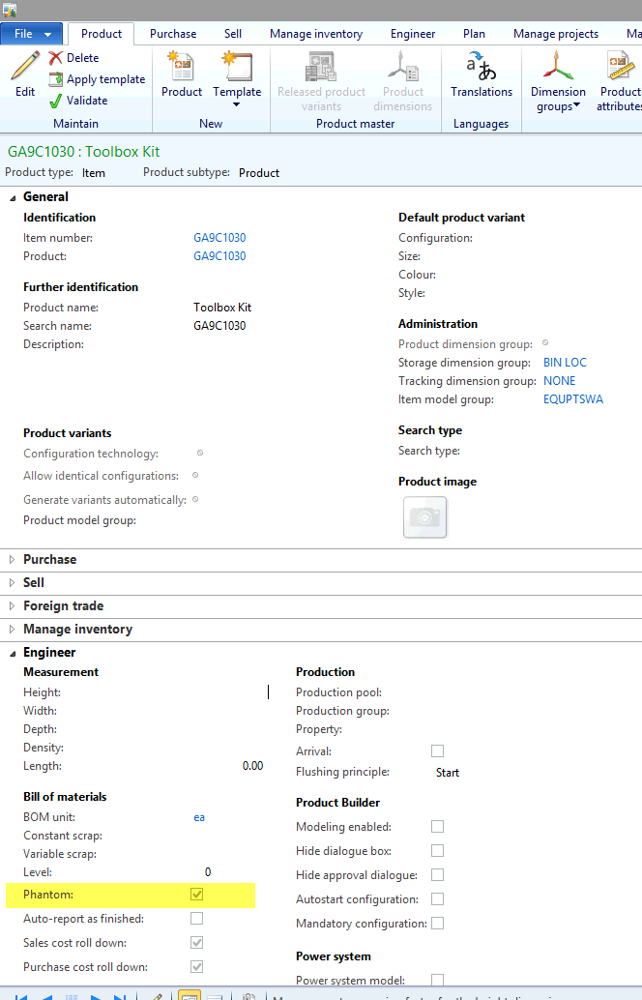 File Product Purchase Sell Manage inventory Engineer Plan Manage projects Ma
Edit
Delete
Apply template
Validate
Maintain
Product Template
New
Released product variants
Product dimensions
Product master
Translations
Languages
Dimension groups
Product attributes
GA9C1030 : Toolbox Kit
Product type: Item Product subtype: Product
General
Identification
Item number: GA9C1030
Product: GA9C1030
Further identification
Product name: Toolbox Kit
Search name: GA9C1030
Description:
Product variants
Configuration technology:
Allow identical configurations:
Generate variants automatically:
Product model group:
Default product variant
Configuration:
Size:
Colour:
Style:
Administration
Product dimension group:
Storage dimension group: BIN LOC
Tracking dimension group: NONE
Item model group: EQUPTSWA
Search type
Search type:
Product image
Purchase
Sell
Foreign trade
Manage inventory
Engineer
Measurement
Height:
Width:
Depth:
Density:
Length: 0.00
Bill of materials
BOM unit: ea
Constant scrap:
Variable scrap:
Level: 0
Phantom:
Auto-report as finished:
Sales cost roll down:
Purchase cost roll down:
Production
Production pool:
Production group:
Property:
Arrival:
Flushing principle: Start
Product Builder
Modeling enabled:
Hide dialogue box:
Hide approval dialogue:
Autostart configuration:
Mandatory configuration:
Power system
Power system model: